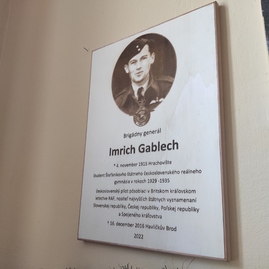 Brigádny generál
Imrich Gablech
* 4. november 1915 Hrachovište
Študent Štefánikovho štátneho československého reálneho
gymnázia v rokoch 1928 -1935
Československý pilot pôsobiaci v Britskom kráľovskom
letectve RAF, nositeľ najvyšších štátnych vyznamenaní
Slovenskej republiky, Českej republiky, Poľskej republiky
a Spojeného kráľovstva
* 16. december 2016 Havlíčkův Brod
2022